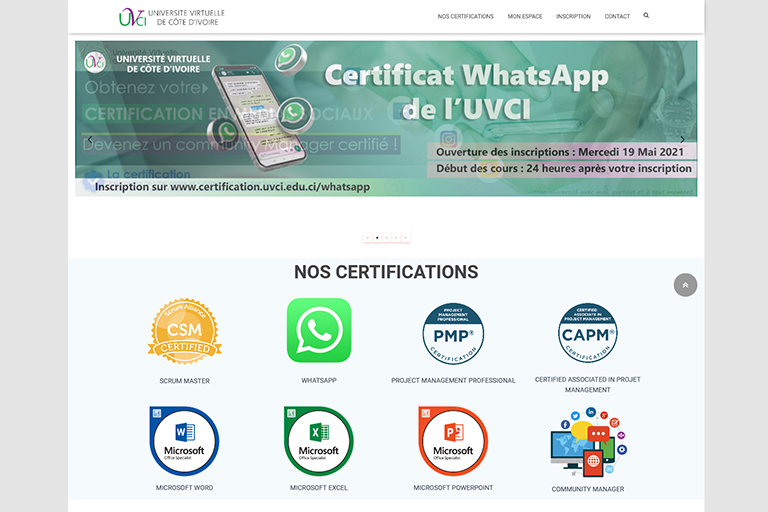 UVCI
UNIVERSITE VIRTUELLE
DE CÔTE D'IVOIRE
NOS CERTIFICATIONS
MON ESPACE
INSCRIPTION
CONTACT
Université Virtuelle
UVCI
UNIVERSITÉ VIRTUELLE
DE CÔTE D'IVOIRE
Obtenez votre
CERTIFICATION EN
SOCIAUX
Devenez un community Manager certifié !
La certification
Inscription sur www.certification.uvci.edu.ci/whatsapp
Certificat WhatsApp
de l'UVCI
Ouverture des inscriptions : Mercedi 19 Mai 2021
Début des cours : 24 heures après votre inscription
NOS CERTIFICATIONS
Scrum Alliance
CSM
CERTIFIED
PROJECT
MANAGEMENT
PROFESSIONAL
PMP®
CERTIFICATION
CERTIFIED
ASSOCIATE IN
PROJECT MANAGEMENT
CAPM®
CERTIFICATION
SCRUM MASTER
WHATSAPP
PROJECT MANAGEMENT PROFESSIONAL
CERTIFIED ASSOCIATED IN PROJET
MANAGEMENT
W
Microsoft
Office Specialist
X
Microsoft
Office Specialist
P
Microsoft
Office Specialist
MICROSOFT WORD
MICROSOFT EXCEL
MICROSOFT POWERPOINT
COMMUNITY MANAGER